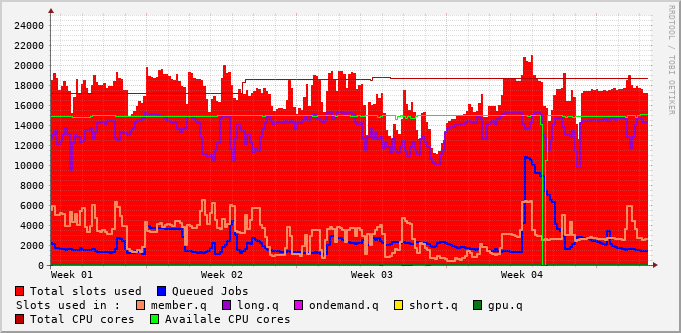 24000
22000
20000
18000
16000
14000
12000
10000
8000
6000
4000
2000
0
Week 01 Week 02 Week 03 Week 04
Total slots used Queued Jobs
Slots used in : member.q long.q ondemand.q short.q gpu.q
Total CPU cores Availale CPU cores
RRDTOOL / TOBI OETIKER